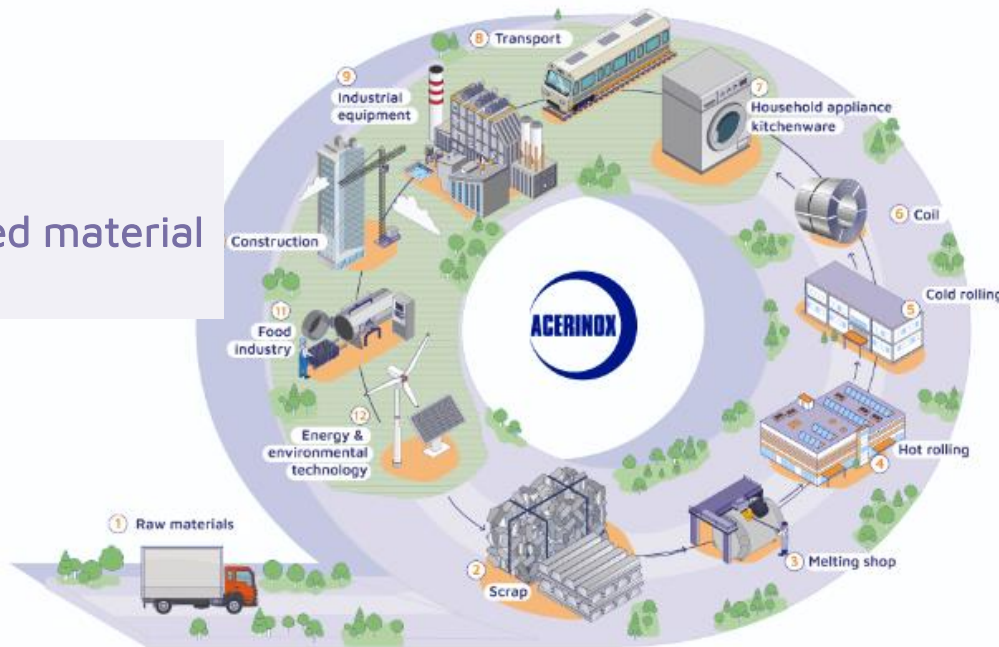 ed material
1 Raw materials
2
Scrap
3 Melting shop
4
Hot rolling
5
Cold rolling
6 Coil
7
Household appliance
kitchenware
8 Transport
9
Industrial
equipment
Construction
11
Food
industry
12
Energy &
environmental
technology
ACERINOX